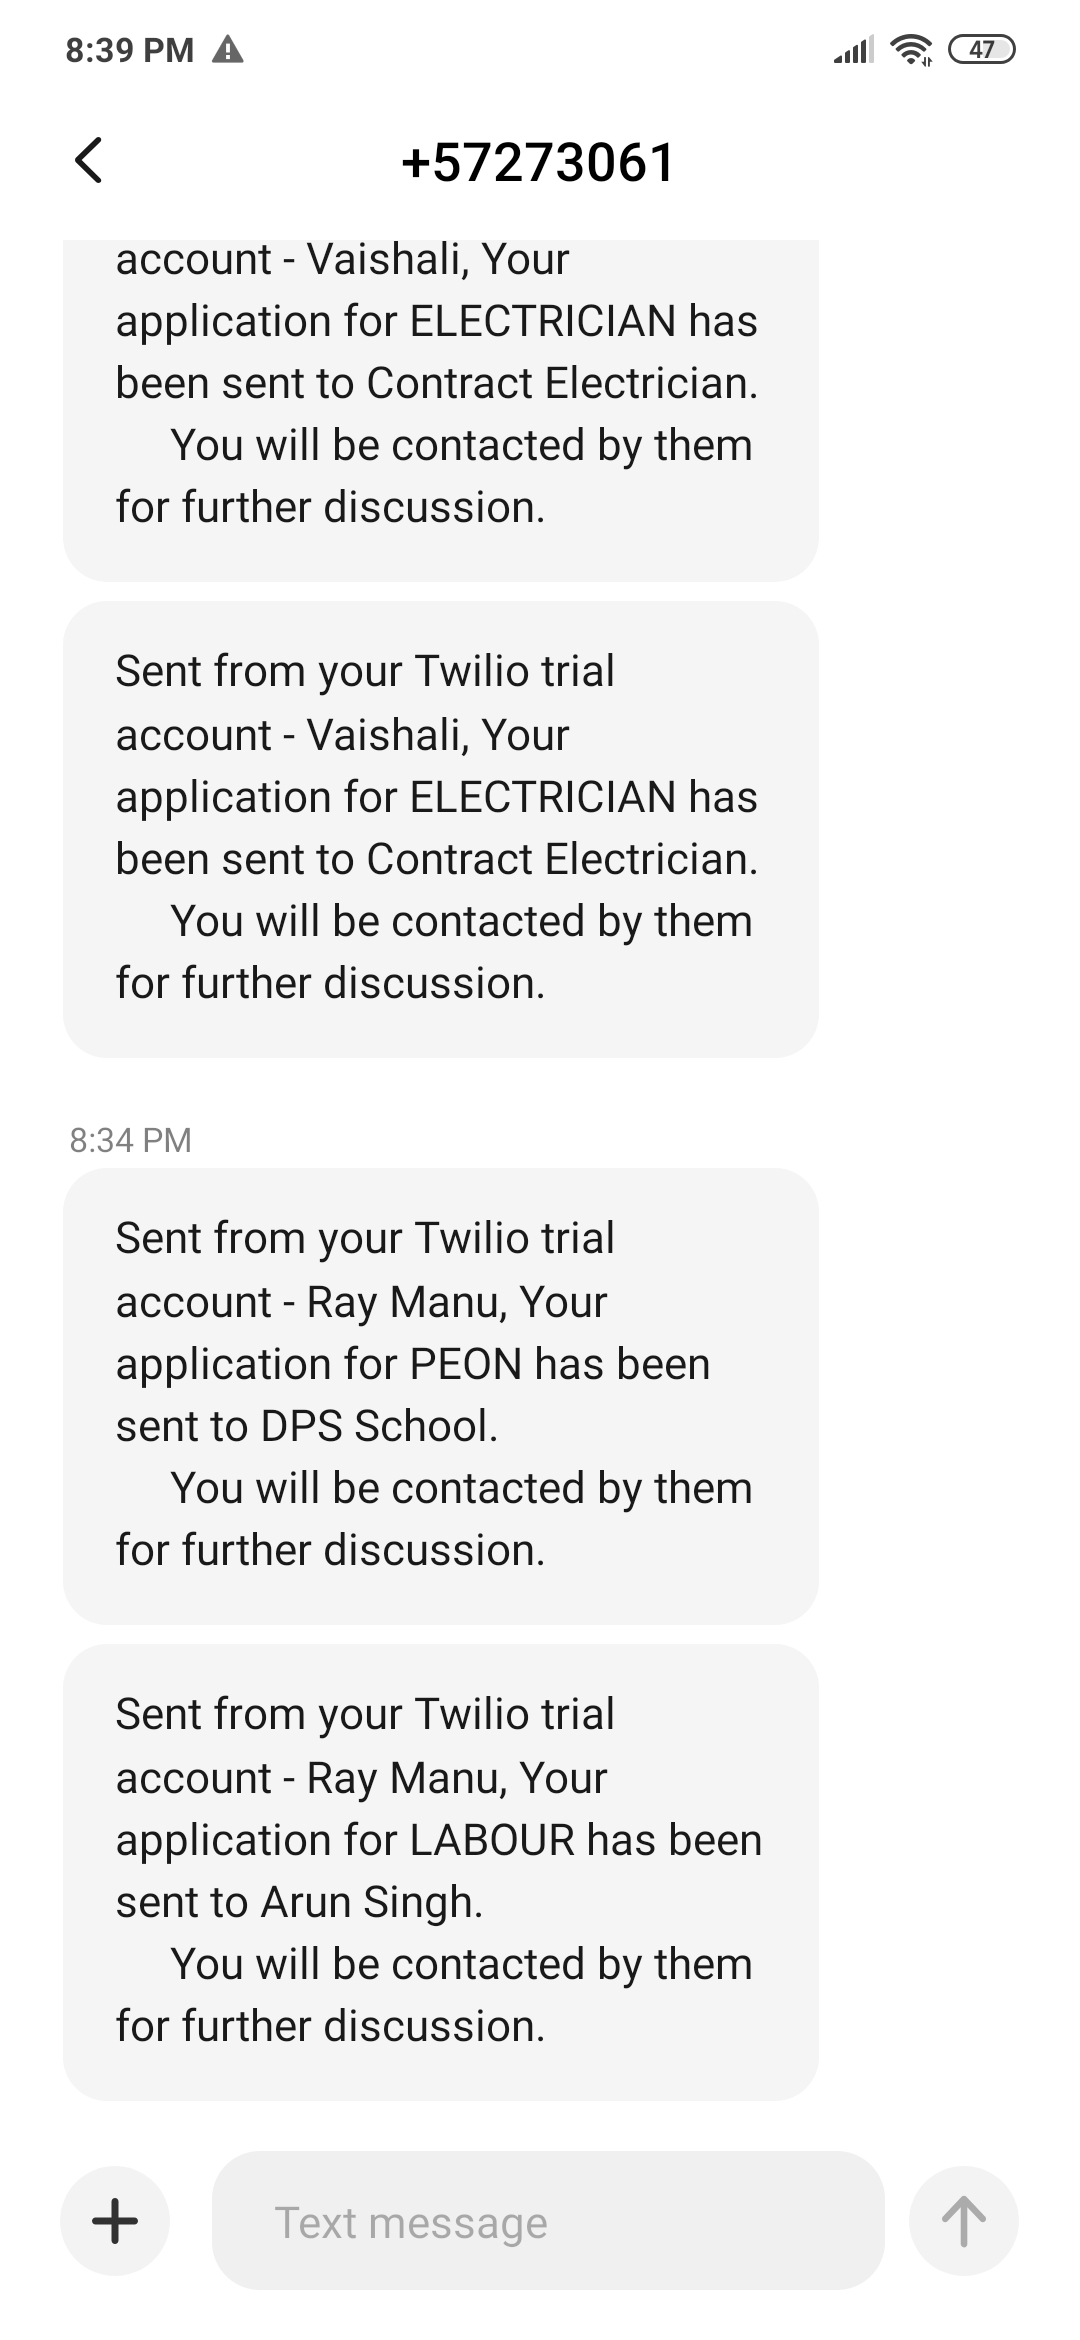 8:39 PM
47
+57273061
account - Vaishali, Your
application for ELECTRICIAN has
been sent to Contract Electrician.
You will be contacted by them
for further discussion.
Sent from your Twilio trial
account - Vaishali, Your
application for ELECTRICIAN has
been sent to Contract Electrician.
You will be contacted by them
for further discussion.
8:34 PM
Sent from your Twilio trial
account - Ray Manu, Your
application for PEON has been
sent to DPS School.
You will be contacted by them
for further discussion.
Sent from your Twilio trial
account - Ray Manu, Your
application for LABOUR has been
sent to Arun Singh.
You will be contacted by them
for further discussion.
Text message